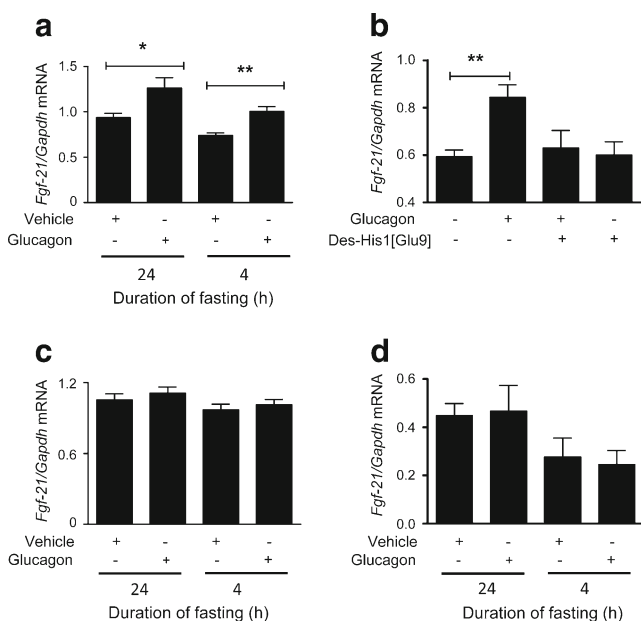 a
*
**
1.5
1.0
0.5
0
Fgf-21/Gapdh mRNA
Vehicle + - + -
Glucagon - + - +
24 4
Duration of fasting (h)
b
**
1.0
0.8
0.6
0.4
Fgf-21/Gapdh mRNA
Glucagon - + + -
Des-His1[Glu9] - - + +
c
1.2
0.6
0
Fgf-21/Gapdh mRNA
Vehicle + - + -
Glucagon - + - +
24 4
Duration of fasting (h)
d
0.6
0.4
0.2
0.0
Fgf-21/Gapdh mRNA
Vehicle + - + -
Glucagon - + - +
24 4
Duration of fasting (h)